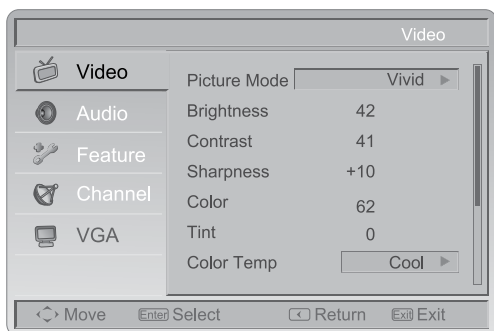 Video
Video
Audio
Feature
Channel
VGA
Picture Mode Vivid
Brightness 42
Contrast 41
Sharpness +10
Color 62
Tint 0
Color Temp Cool
Move Enter Select Return Exit Exit